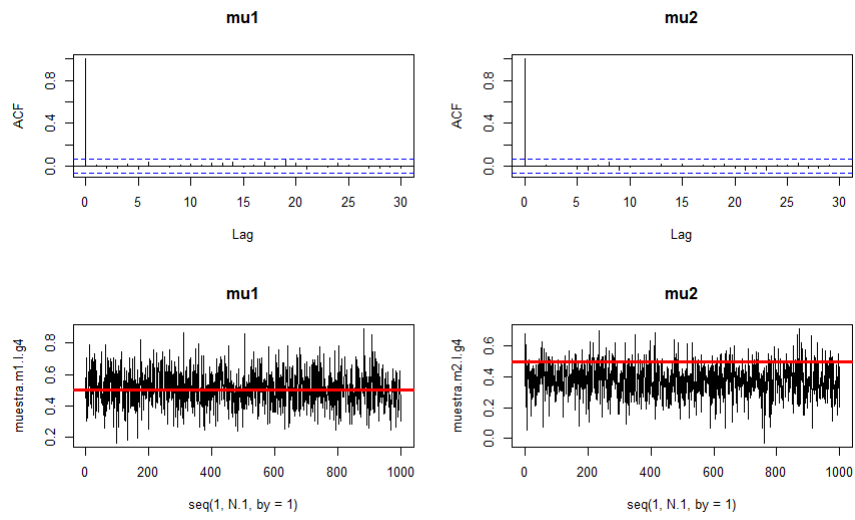 mu1
ACF
0.0 0.4 0.8
0 5 10 15 20 25 30
Lag
mu2
ACF
0.0 0.4 0.8
0 5 10 15 20 25 30
Lag
mu1
muestra.m1.l.g4
0.2 0.4 0.6 0.8
0 200 400 600 800 1000
seq(1, N.1, by = 1)
mu2
muestra.m2.l.g4
0.0 0.2 0.4 0.6
0 200 400 600 800 1000
seq(1, N.1, by = 1)